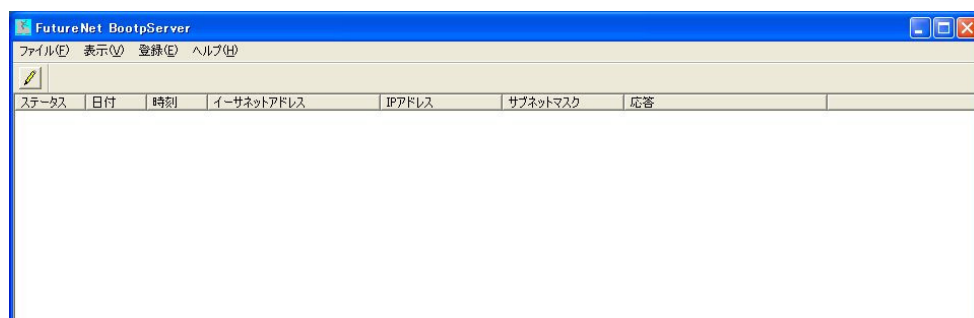 FutureNet BootpServer
ファイル(F) 表示(V) 登録(E) ヘルプ(H)
ステータス 日付 時刻 イーサネットアドレス IPアドレス サブネットマスク 応答